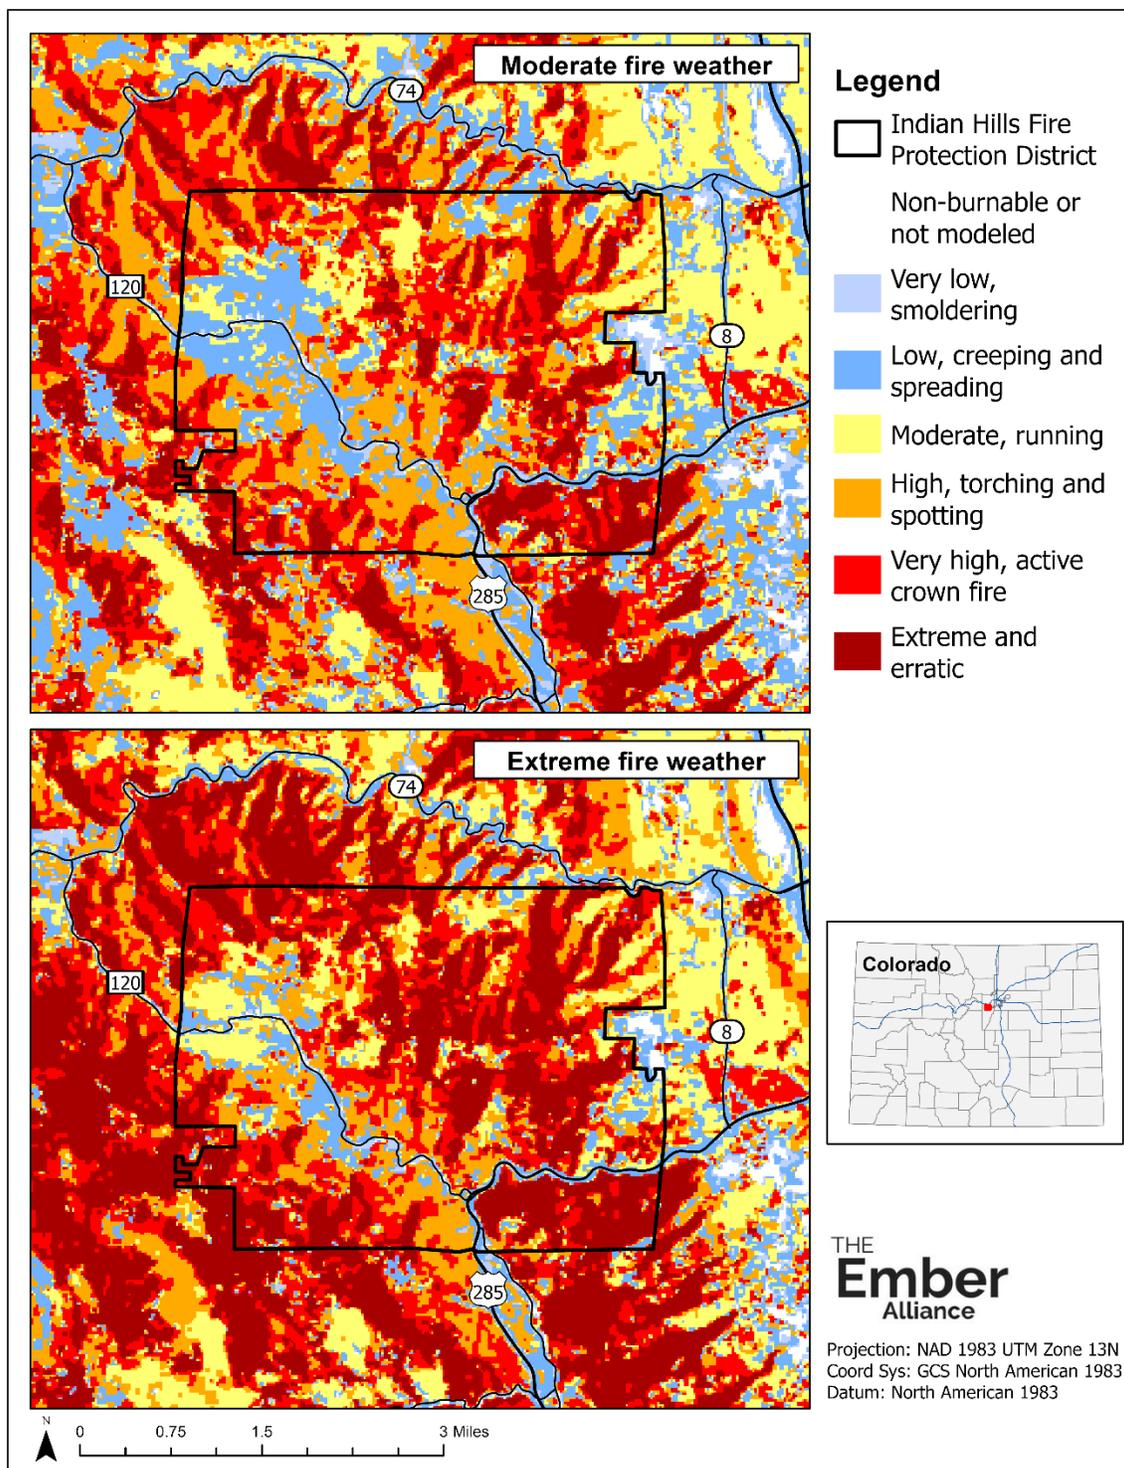 Moderate fire weather
74
120
8
285
Legend
Indian Hills Fire
Protection District
Non-burnable or
not modeled
Very low,
smoldering
Low, creeping and
spreading
Moderate, running
High, torching and
spotting
Very high, active
crown fire
Extreme and
erratic
Extreme fire weather
74
120
8
285
Colorado
THE
Ember
Alliance
Projection: NAD 1983 UTM Zone 13N
Coord Sys: GCS North American 1983
Datum: North American 1983
N
0 0.75 1.5 3 Miles